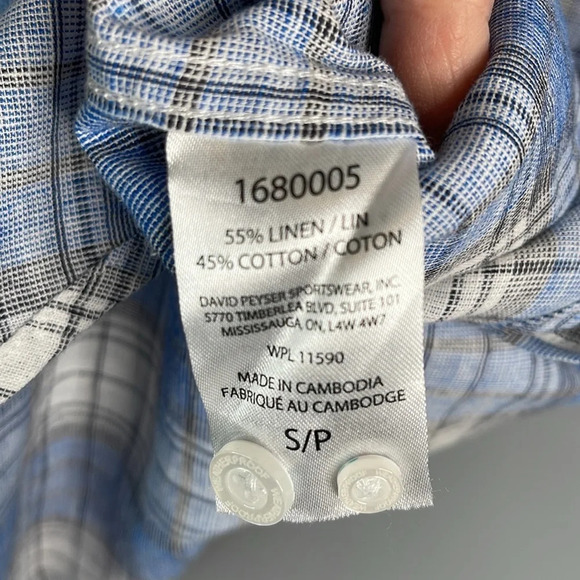 1680005
55% LINEN / LIN
45% COTTON / COTON
DAVID PEYSER SPORTSWEAR, INC.
5770 TIMBERLEA BLVD, SUITE 101
MISSISSAUGA ON, L4W 4W7
WPL 11590
MADE IN CAMBODIA
FABRIQUÉ AU CAMBODGE
S/P